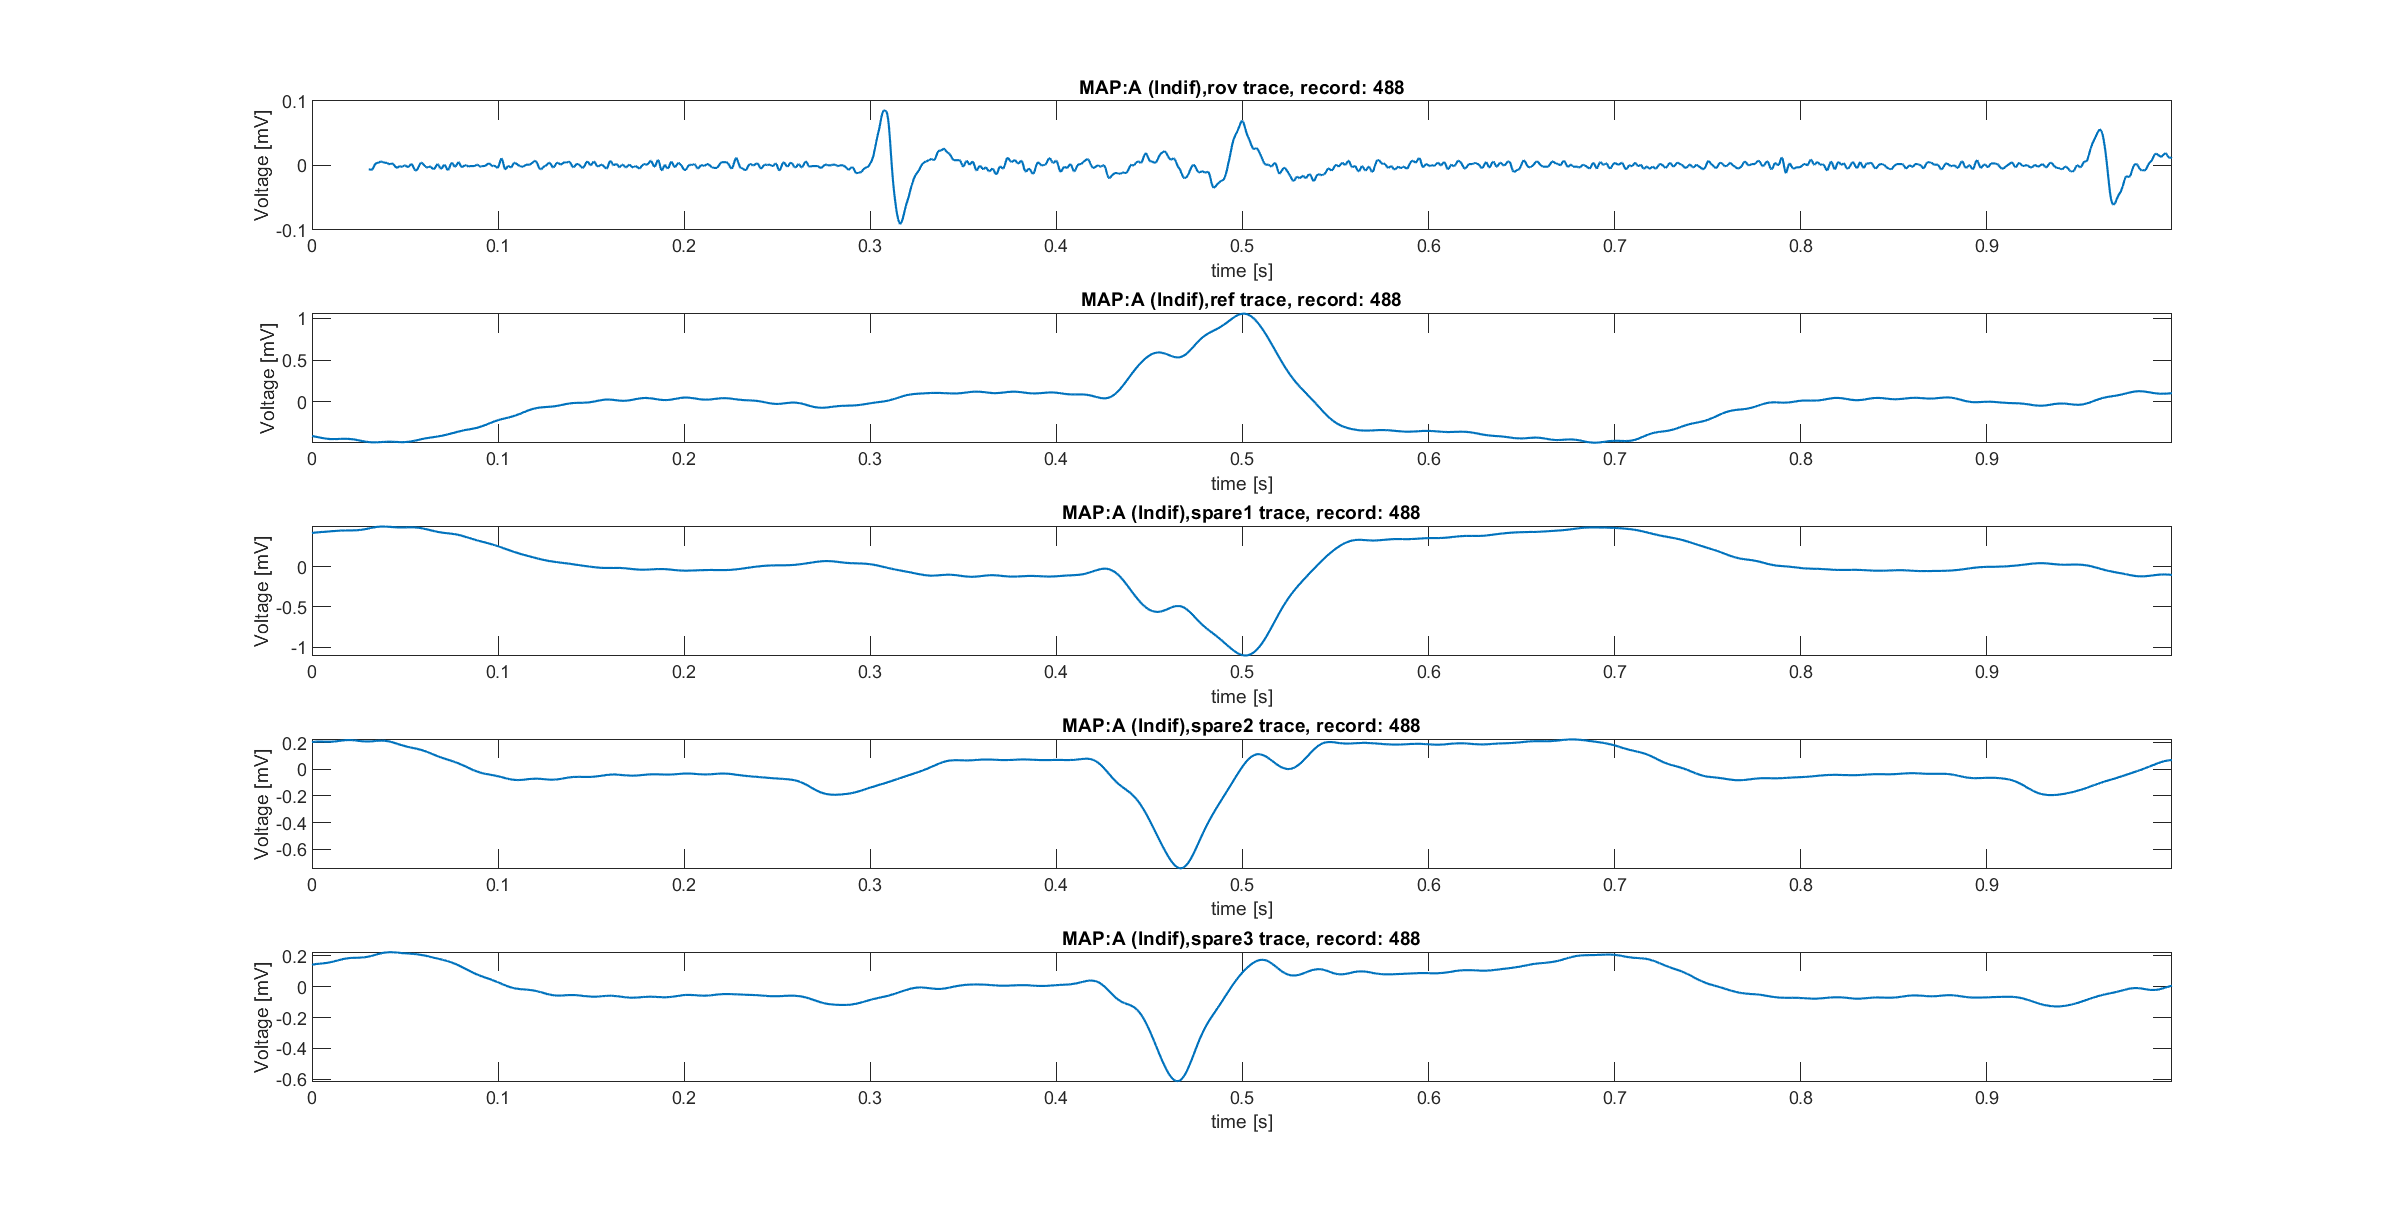 MAP:A (Indif),rov trace, record: 488
Voltage [mV]
0.1
0
-0.1
0 0.1 0.2 0.3 0.4 0.5 0.6 0.7 0.8 0.9
time [s]
MAP:A (Indif),ref trace, record: 488
Voltage [mV]
1
0.5
0
0 0.1 0.2 0.3 0.4 0.5 0.6 0.7 0.8 0.9
time [s]
MAP:A (Indif),spare1 trace, record: 488
Voltage [mV]
0
-0.5
-1
0 0.1 0.2 0.3 0.4 0.5 0.6 0.7 0.8 0.9
time [s]
MAP:A (Indif),spare2 trace, record: 488
Voltage [mV]
0.2
0
-0.2
-0.4
-0.6
0 0.1 0.2 0.3 0.4 0.5 0.6 0.7 0.8 0.9
time [s]
MAP:A (Indif),spare3 trace, record: 488
Voltage [mV]
0.2
0
-0.2
-0.4
-0.6
0 0.1 0.2 0.3 0.4 0.5 0.6 0.7 0.8 0.9
time [s]